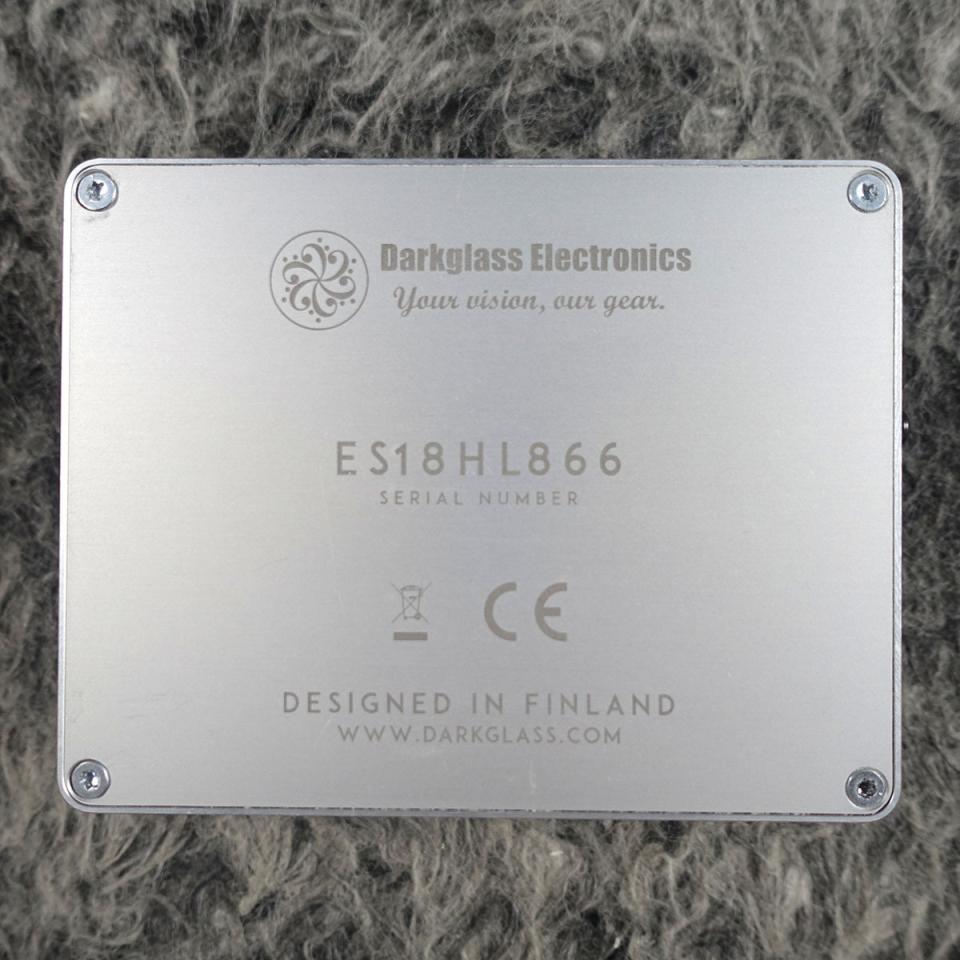 Darkglass Electronics
Your vision, our gear.
ES18HL866
SERIAL NUMBER
CE
DESIGNED IN FINLAND
WWW.DARKGLASS.COM